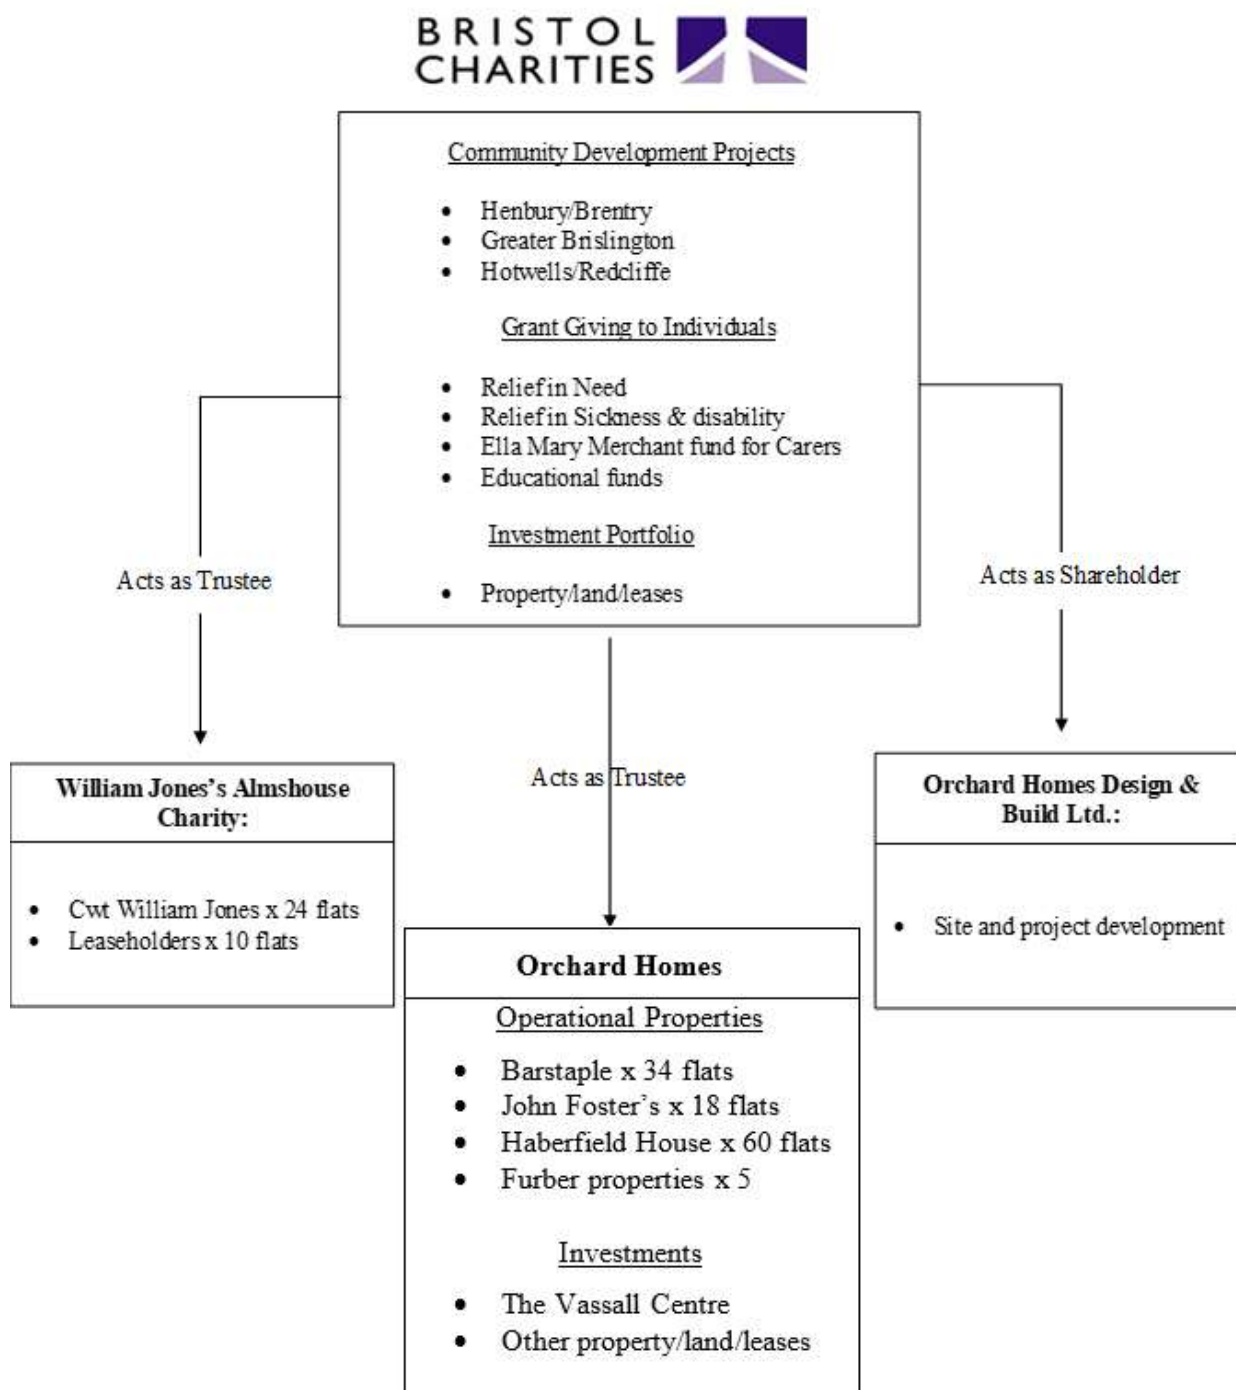 BRISTOL
CHARITIES
Community Development Projects
• Henbury/Brentry
• Greater Brislington
• Hotwells/Redcliffe
Grant Giving to Individuals
• Relief in Need
• Relief in Sickness & disability
• Ella Mary Merchant fund for Carers
• Educational funds
Investment Portfolio
• Property/land/leases
Acts as Trustee
Acts as Shareholder
Acts as Trustee
William Jones’s Almshouse
Charity:
• Cwt William Jones x 24 flats
• Leaseholders x 10 flats
Orchard Homes Design &
Build Ltd.:
• Site and project development
Orchard Homes
Operational Properties
• Barstaple x 34 flats
• John Foster’s x 18 flats
• Haberfield House x 60 flats
• Furber properties x 5
Investments
• The Vassall Centre
• Other property/land/leases